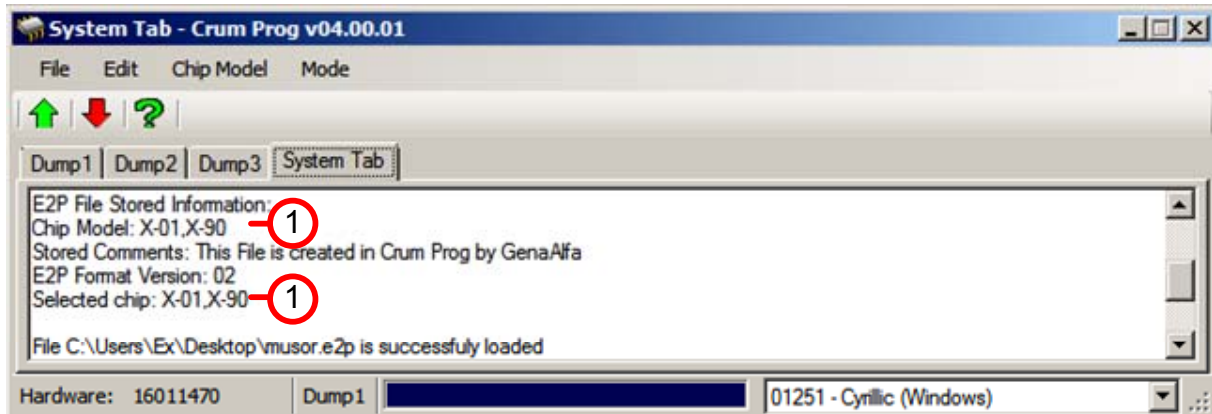 System Tab - Crum Prog v04.00.01
File Edit Chip Model Mode
Dump1 Dump2 Dump3 System Tab
E2P File Stored Information:
Chip Model: X-01,X-90 1
Stored Comments: This File is created in Crum Prog by GenaAlfa
E2P Format Version: 02
Selected chip: X-01,X-90 1
File C:\Users\Ex\Desktop\musor.e2p is successfuly loaded
Hardware: 16011470 Dump1 01251 - Cyrillic (Windows)